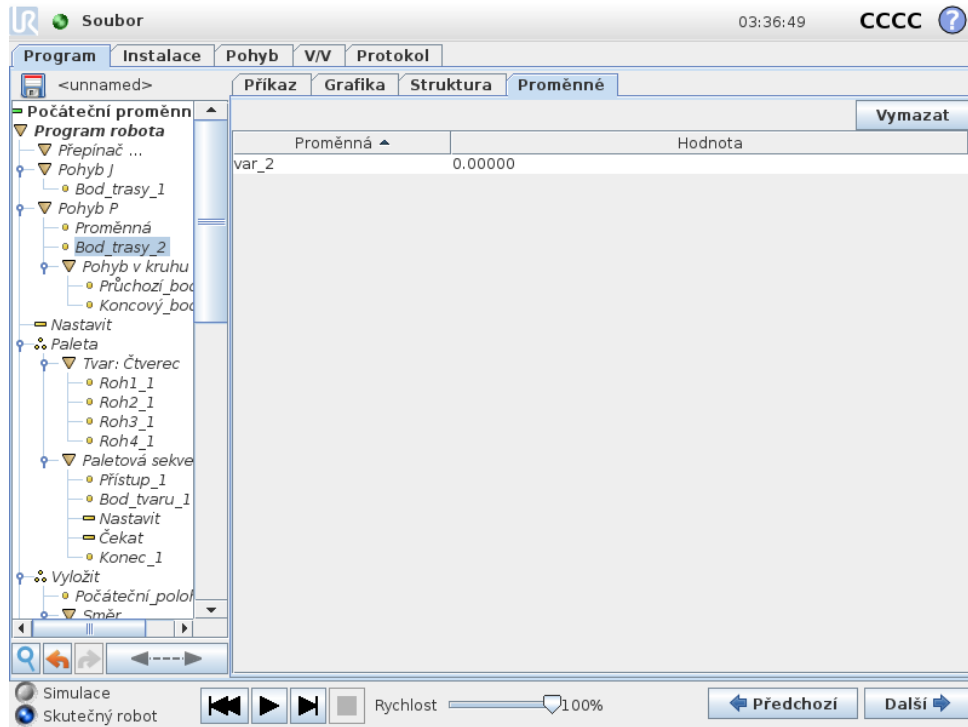 Soubor
03:36:49
CCCC
?
Program Instalace Pohyb V/V Protokol
<unnamed>
Příkaz Grafika Struktura Proměnné
Počáteční proměnn
Program robota
Přepínač ...
Pohyb J
Bod_trasy_1
Pohyb P
Proměnná
Bod_trasy_2
Pohyb v kruhu
Průchozí_bod
Koncový_bod
Nastavit
Paleta
Tvar: Čtverec
Roh1_1
Roh2_1
Roh3_1
Roh4_1
Paletová sekve
Přístup_1
Bod_tvaru_1
Nastavit
Čekat
Konec_1
Vyložit
Počáteční_poloh
Směr
Vymazat
Proměnná Hodnota
var_2 0.00000
Simulace
Skutečný robot
Rychlost 100%
Předchozí
Další